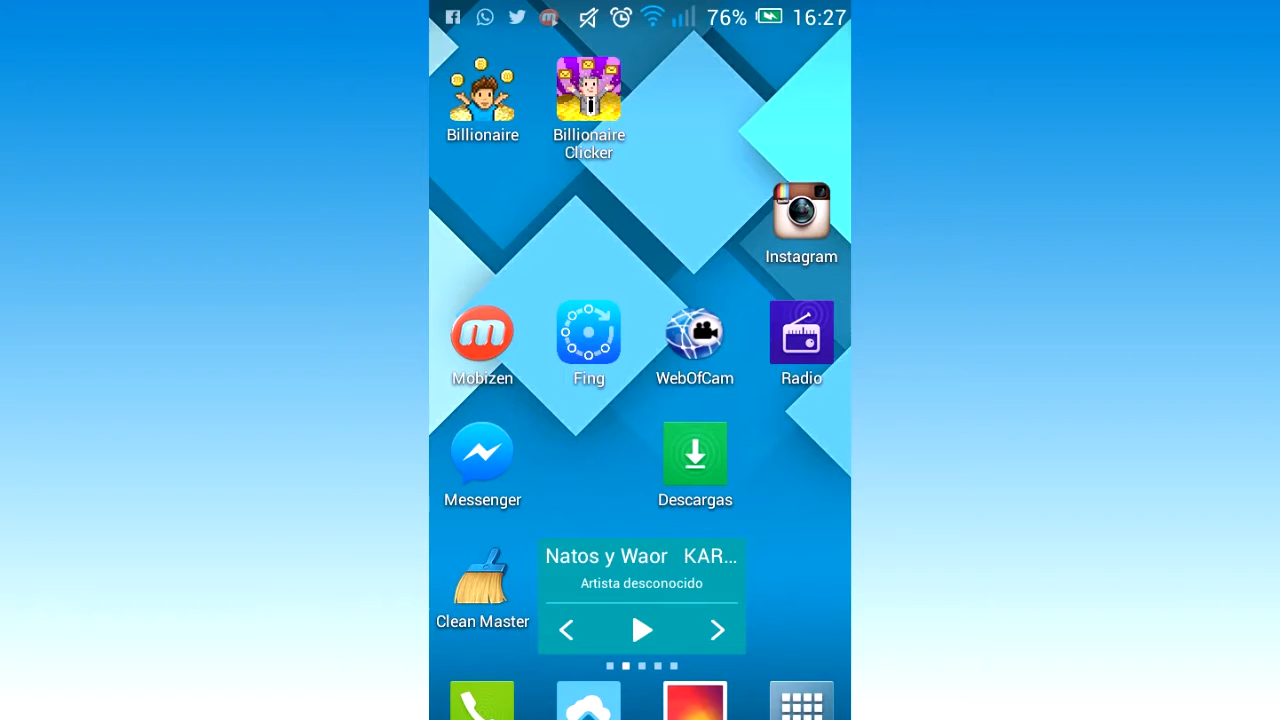 76% 16:27
Billionaire
Billionaire
Clicker
Instagram
Mobizen
Fing
WebOfCam
Radio
Messenger
Descargas
Natos y Waor KAR...
Artista desconocido
Clean Master